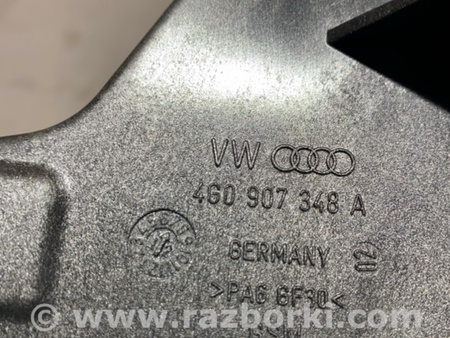 VW
4G0 907 348 A
GERMANY
>PA6 GF30<
© www.razborki.com